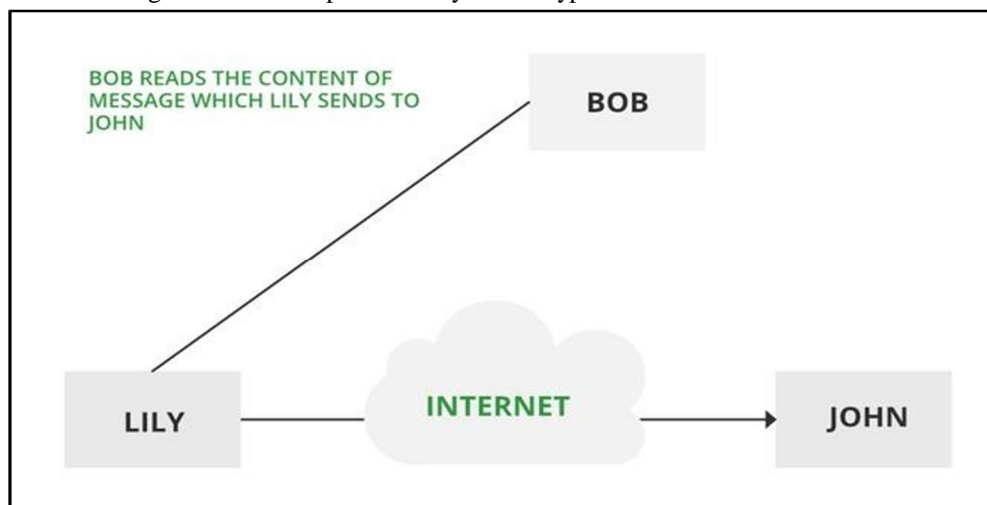 BOB READS THE CONTENT OF
MESSAGE WHICH LILY SENDS TO
JOHN
BOB
INTERNET
LILY
JOHN